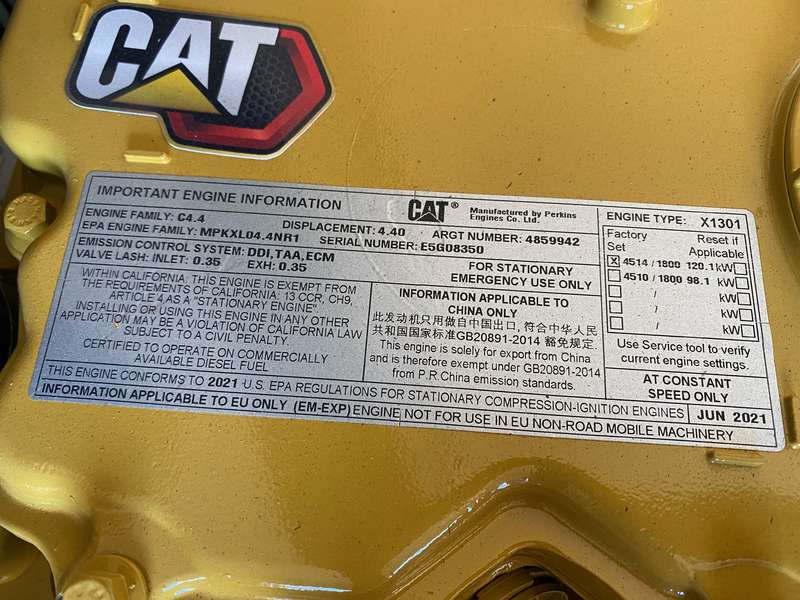 CAT
IMPORTANT ENGINE INFORMATION
CAT® Manufactured by Perkins Engines Co. Ltd.
ENGINE FAMILY: C4.4 DISPLACEMENT: 4.40 ARGT NUMBER: 4859942
EPA ENGINE FAMILY: MPKXL04.4NR1 SERIAL NUMBER: E5G08350
EMISSION CONTROL SYSTEM: DDI,TAA,ECM
VALVE LASH: INLET: 0.35 EXH: 0.35
FOR STATIONARY
EMERGENCY USE ONLY
WITHIN CALIFORNIA: THIS ENGINE IS EXEMPT FROM
THE REQUIREMENTS OF CALIFORNIA: 13 CCR, CH9,
ARTICLE 4,AS A "STATIONARY ENGINE"
INSTALLING OR USING THIS ENGINE IN ANY OTHER
APPLICATION MAY BE A VIOLATION OF CALIFORNIA LAW
SUBJECT TO A CIVIL PENALTY.
CERTIFIED TO OPERATE ON COMMERCIALLY
AVAILABLE DIESEL FUEL
INFORMATION APPLICABLE TO
CHINA ONLY
此发动机只用做自中国出口, 符合中华人民
共和国国家标准GB20891-2014 豁免规定.
This engine is solely for export from China
and is therefore exempt under GB20891-2014
from P.R.China emission standards.
ENGINE TYPE: X1301
Factory Set Reset if Applicable
X 4514 / 1800 120.1 kW
4510 / 1800 98.1 kW
/ kW
/ kW
/ kW
Use Service tool to verify
current engine settings.
AT CONSTANT
SPEED ONLY
THIS ENGINE CONFORMS TO 2021 U.S. EPA REGULATIONS FOR STATIONARY COMPRESSION-IGNITION ENGINES JUN 2021
INFORMATION APPLICABLE TO EU ONLY (EM-EXP) ENGINE NOT FOR USE IN EU NON-ROAD MOBILE MACHINERY